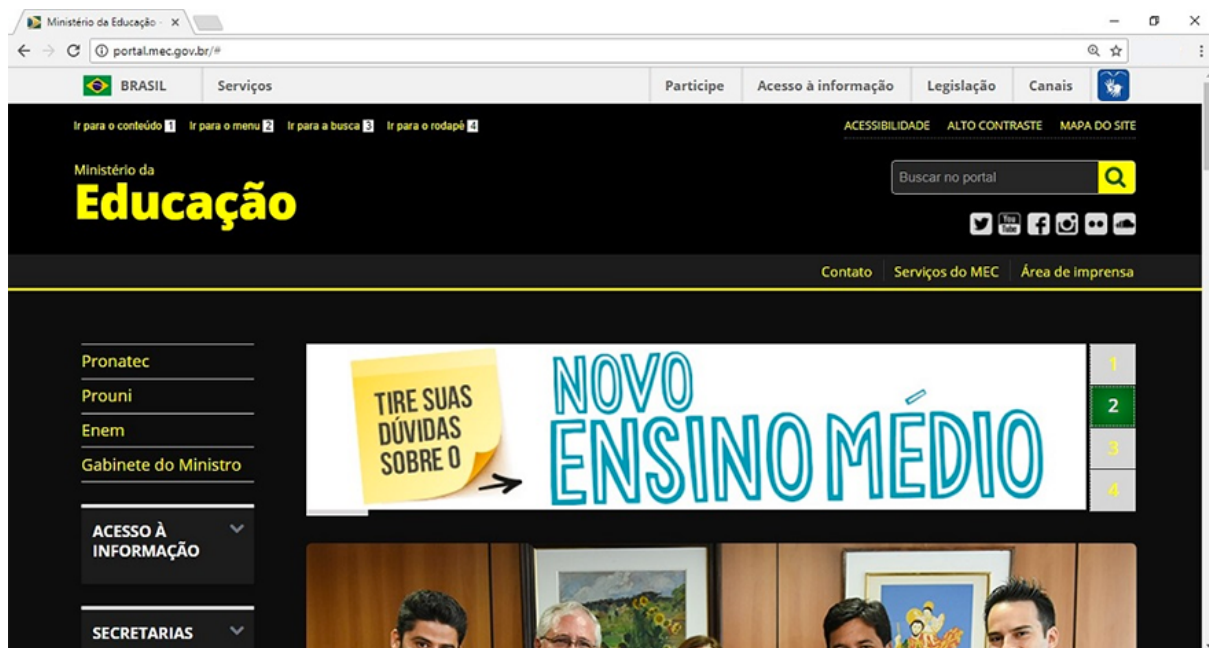 Ministério da Educação - 
portal.mec.gov.br/#
BRASIL Serviços Participe Acesso à informação Legislação Canais
Ir para o conteúdo 1 Ir para o menu 2 Ir para a busca 3 Ir para o rodapé 4 ACESSIBILIDADE ALTO CONTRASTE MAPA DO SITE
Ministério da
Educação
Buscar no portal
You Tube
Contato Serviços do MEC Área de imprensa
Pronatec
Prouni
Enem
Gabinete do Ministro
ACESSO À
INFORMAÇÃO
SECRETARIAS
TIRE SUAS
DÚVIDAS
SOBRE O
NOVO
ENSINO MÉDIO
1
2
3
4